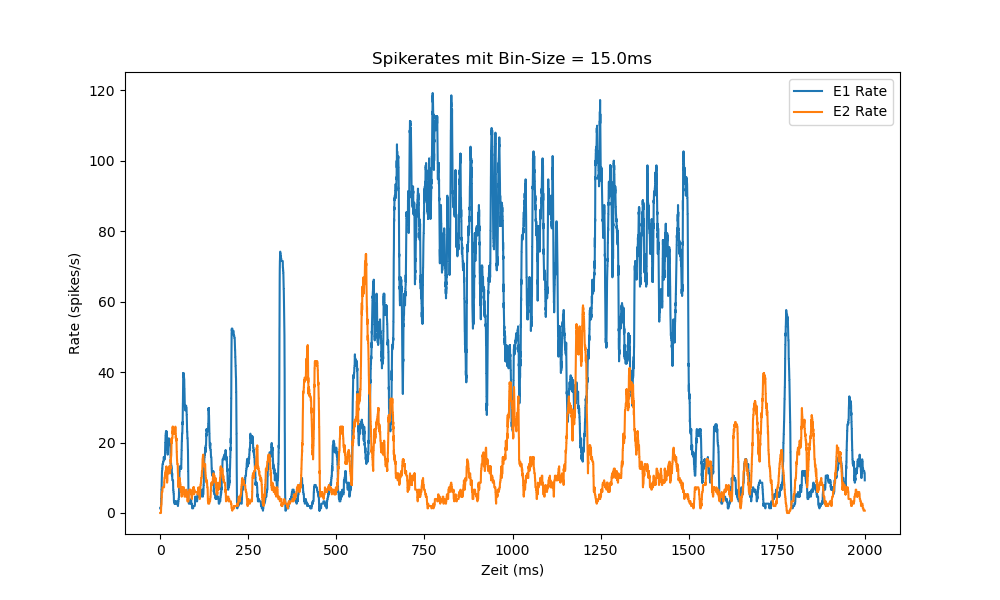 Spikerates mit Bin-Size = 15.0ms
E1 Rate
E2 Rate
120
100
80
60
40
20
0
Rate (spikes/s)
0 250 500 750 1000 1250 1500 1750 2000
Zeit (ms)